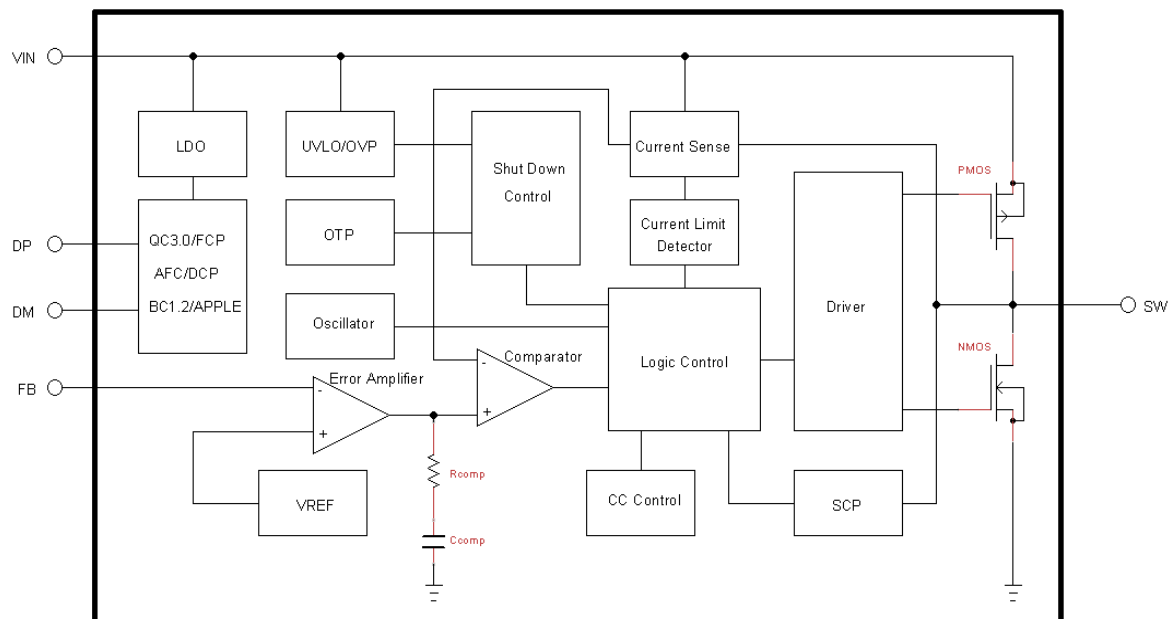 VIN
LDO
UVLO/OVP
Shut Down
Control
Current Sense
PMOS
DP
QC3.0/FCP
AFC/DCP
BC1.2/APPLE
OTP
Current Limit
Detector
DM
Oscillator
Driver
SW
Comparator
Logic Control
NMOS
FB
Error Amplifier
-
+
-
+
VREF
Rcomp
CC Control
SCP
Ccomp